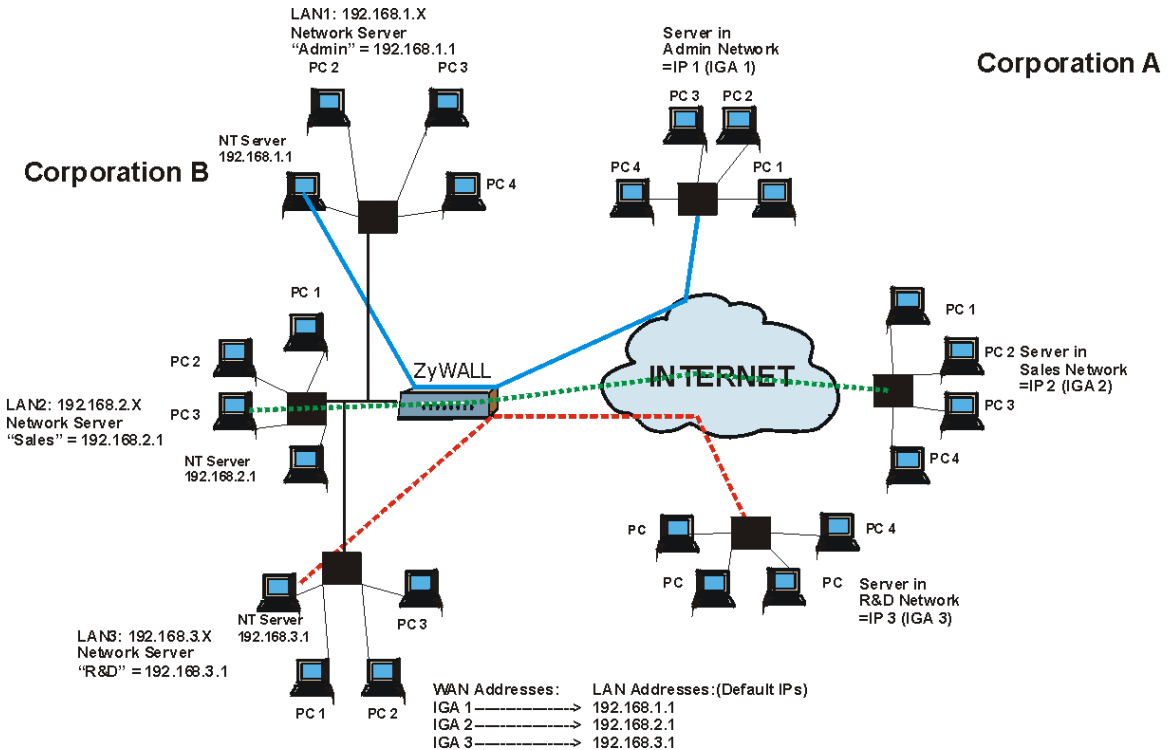 LAN1: 192.168.1.X
Network Server
“Admin” = 192.168.1.1
PC 2
PC 3
NT Server
192.168.1.1
PC 4
Corporation B
Server in
Admin Network
=IP 1 (IGA 1)
PC 3
PC 2
PC 4
PC 1
Corporation A
PC 1
PC 2
PC 3
LAN2: 192.168.2.X
Network Server
“Sales” = 192.168.2.1
NT Server
192.168.2.1
ZyWALL
INTERNET
PC 1
PC 2
Server in
Sales Network
=IP 2 (IGA 2)
PC 3
PC 4
NT Server
192.168.3.1
PC 3
LAN3: 192.168.3.X
Network Server
“R&D” = 192.168.3.1
PC 1
PC 2
PC
PC 4
PC
PC
Server in
R&D Network
=IP 3 (IGA 3)
WAN Addresses: LAN Addresses:(Default IPs)
IGA 1-----------------> 192.168.1.1
IGA 2-----------------> 192.168.2.1
IGA 3-----------------> 192.168.3.1